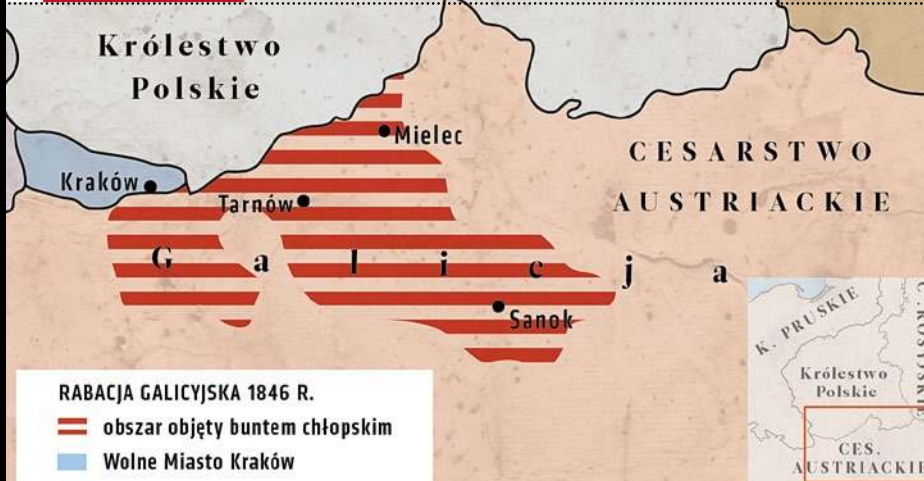 Królestwo
Polskie
Mielec
CESARSTWO
AUSTRIACKIE
Kraków
Tarnów
Galicja
Sanok
RABACJA GALICYJSKA 1846 R.
obszar objęty buntem chłopskim
Wolne Miasto Kraków
K. PRUSKIE
Królestwo
Polskie
CES.
AUSTRIACKIE